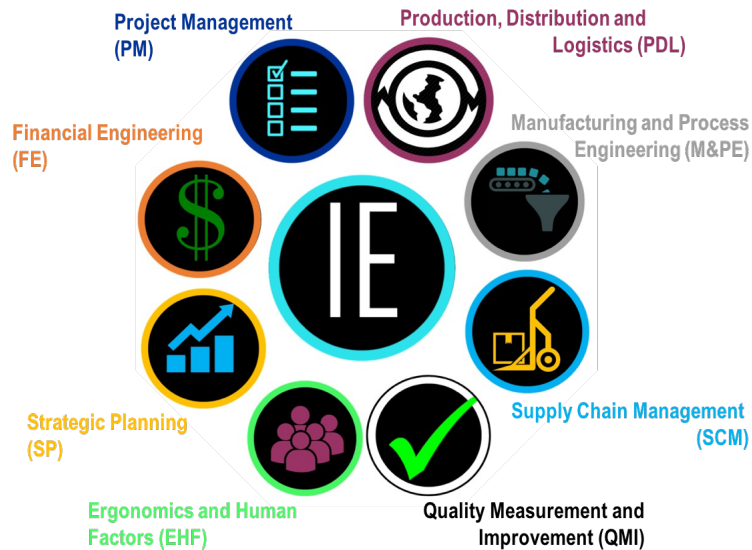 Project Management
(PM)
Production, Distribution and
Logistics (PDL)
Financial Engineering
(FE)
Manufacturing and Process
Engineering (M&PE)
IE
$
Strategic Planning
(SP)
Supply Chain Management
(SCM)
Ergonomics and Human
Factors (EHF)
Quality Measurement and
Improvement (QMI)